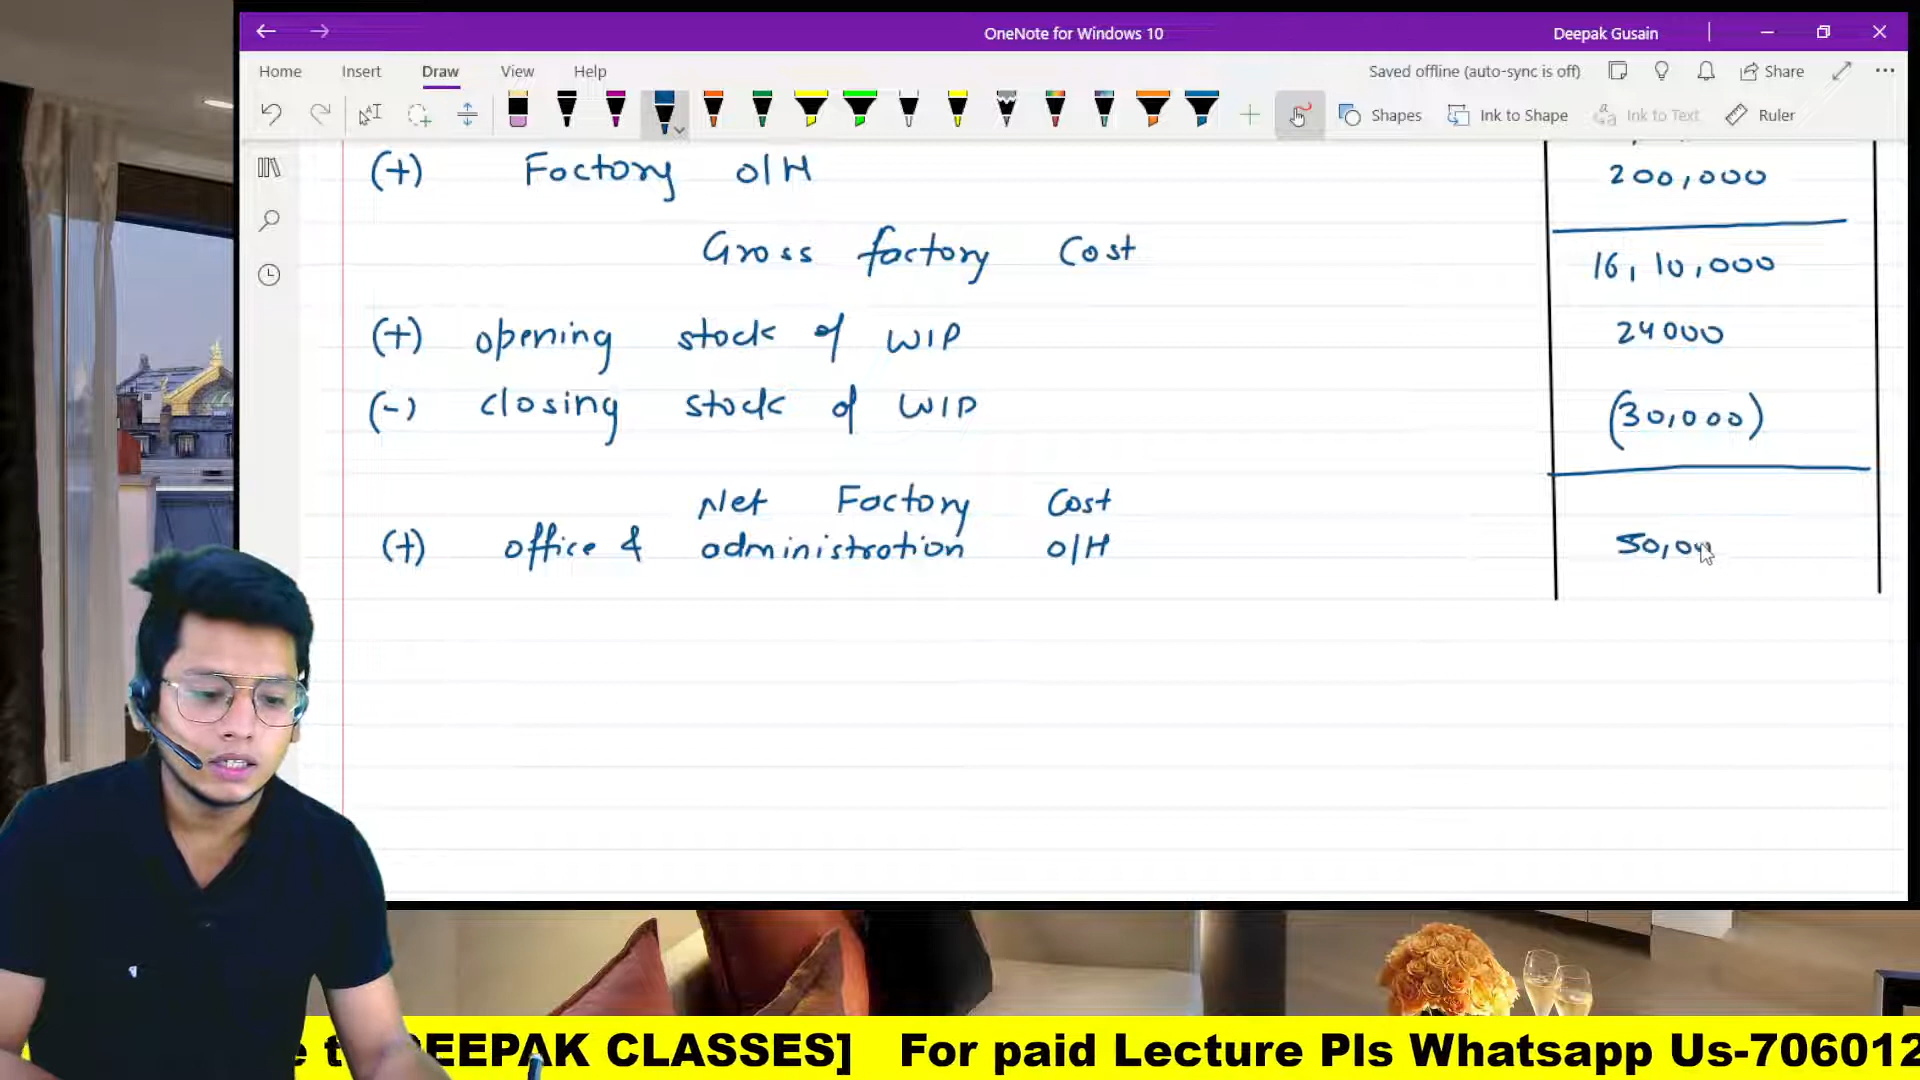 OneNote for Windows 10
Deepak Gusain
Home Insert Draw View Help
Saved offline (auto-sync is off) Share
Shapes Ink to Shape Ink to Text Ruler
(+) Factory O/H 200,000
Gross factory Cost 16,10,000
(+) opening stock of WIP 24000
(-) closing stock of WIP (30,000)
Net Factory Cost
(+) office & administration O/H 50,00
DEEPAK CLASSES] For paid Lecture Pls Whatsapp Us-706012